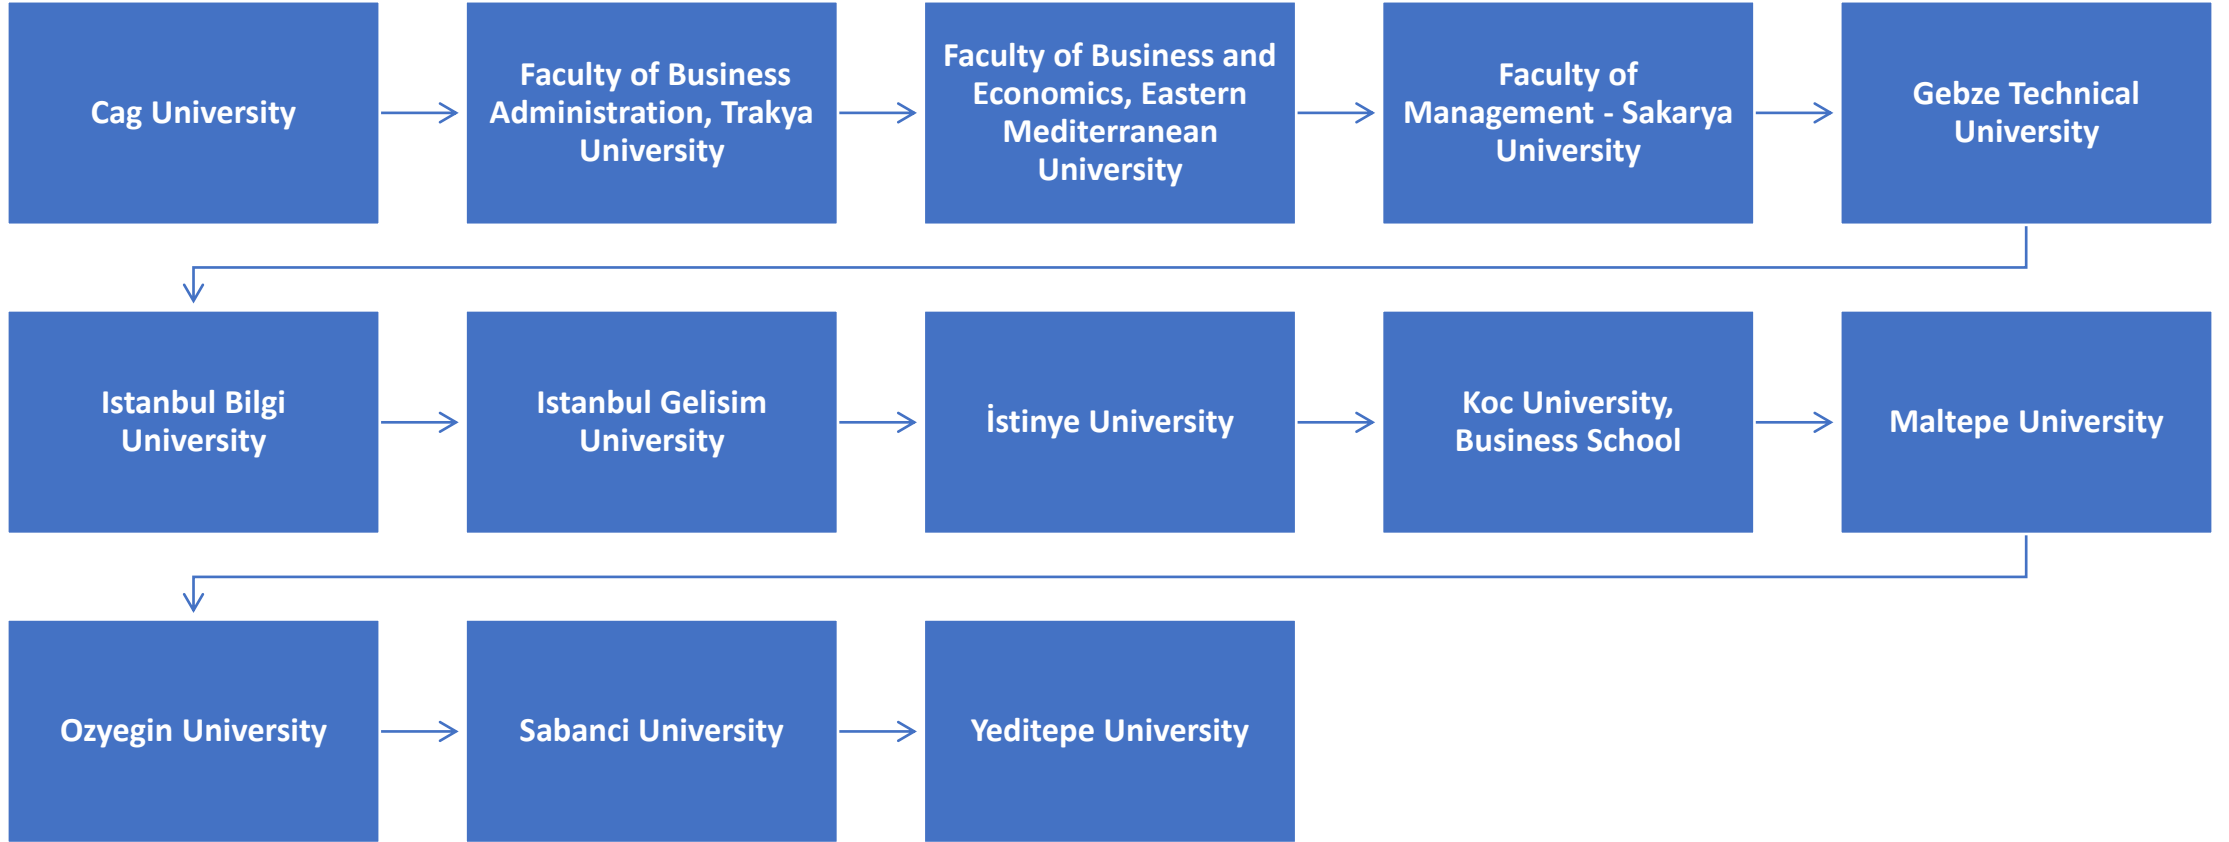 Cag University
Faculty of Business
Administration, Trakya
University
Faculty of Business and
Economics, Eastern
Mediterranean
University
Faculty of
Management - Sakarya
University
Gebze Technical
University
Istanbul Bilgi
University
Istanbul Gelisim
University
İstinye University
Koc University,
Business School
Maltepe University
Ozyegin University
Sabanci University
Yeditepe University